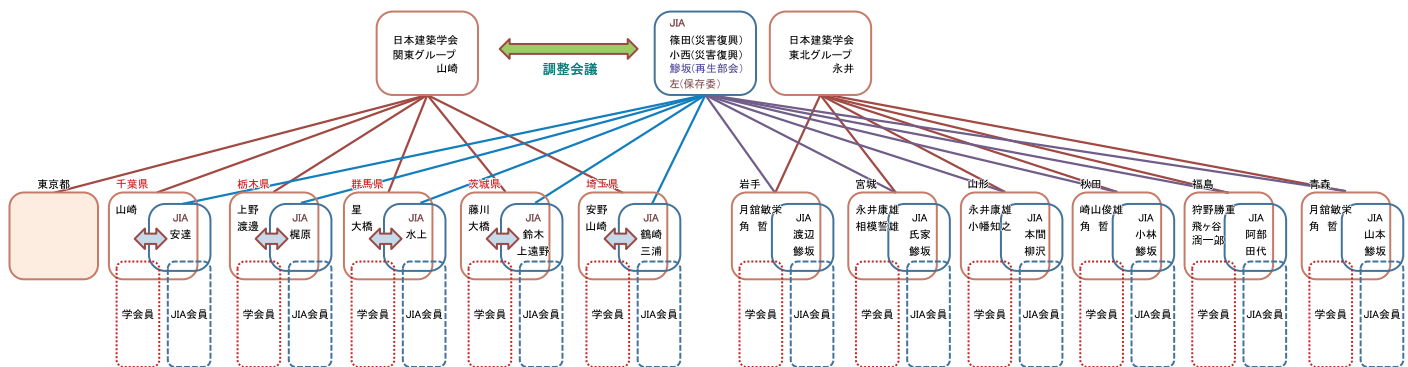 日本建築学会
関東グループ
山崎
調整会議
JIA
篠田(災害復興)
小西(災害復興)
鰺坂(再生部会)
左(保存委)
日本建築学会
東北グループ
永井
東京都
千葉県
山崎
JIA
安達
学会員
JIA会員
栃木県
上野
渡邊
JIA
梶原
学会員
JIA会員
群馬県
星
大橋
JIA
水上
学会員
JIA会員
茨城県
藤川
大橋
JIA
鈴木
上遠野
学会員
JIA会員
埼玉県
安野
山崎
JIA
鶴崎
三浦
学会員
JIA会員
岩手
月舘敏栄
角 哲
JIA
渡辺
鰺坂
学会員
JIA会員
宮城
永井康雄
相模誓雄
JIA
氏家
鰺坂
学会員
JIA会員
山形
永井康雄
小幡知之
JIA
本間
柳沢
学会員
JIA会員
秋田
崎山俊雄
角 哲
JIA
小林
鰺坂
学会員
JIA会員
福島
狩野勝重
飛ヶ谷
潤一郎
JIA
阿部
田代
学会員
JIA会員
青森
月舘敏栄
角 哲
JIA
山本
鰺坂
学会員
JIA会員